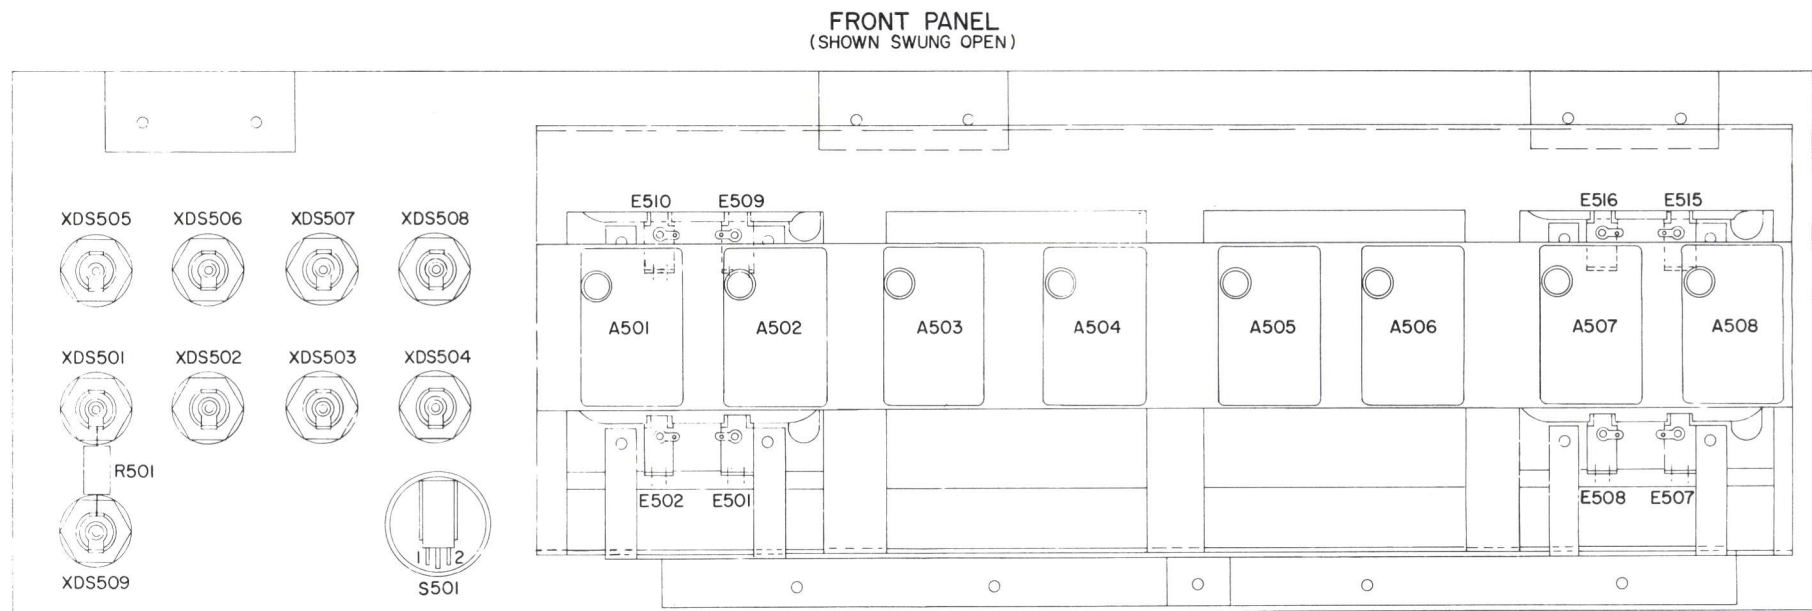 FRONT PANEL
(SHOWN SWUNG OPEN)
E510 E509 E516 E515
XDS505 XDS506 XDS507 XDS508
A501 A502 A503 A504 A505 A506 A507 A508
XDS501 XDS502 XDS503 XDS504
R501
E502 E501 E508 E507
1 2
XDS509 S501